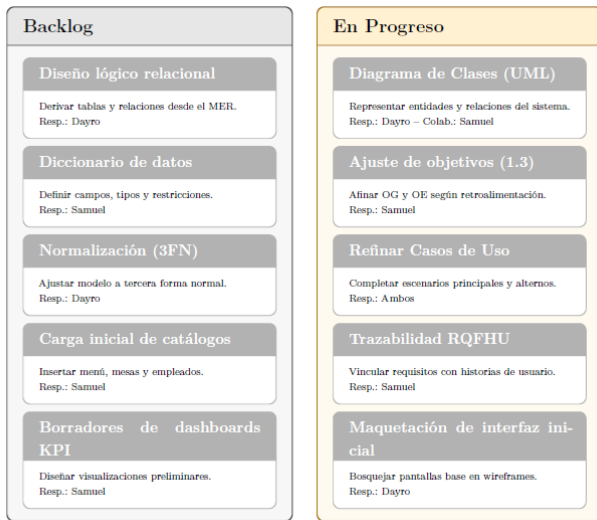 Backlog
Diseño lógico relacional
Derivar tablas y relaciones desde el MER.
Resp.: Dayro
Diccionario de datos
Definir campos, tipos y restricciones.
Resp.: Samuel
Normalización (3FN)
Ajustar modelo a tercera forma normal.
Resp.: Dayro
Carga inicial de catálogos
Insertar menú, mesas y empleados.
Resp.: Samuel
Borradores de dashboards
KPI
Diseñar visualizaciones preliminares.
Resp.: Samuel
En Progreso
Diagrama de Clases (UML)
Representar entidades y relaciones del sistema.
Resp.: Dayro – Colab.: Samuel
Ajuste de objetivos (1.3)
Afinar OG y OE según retroalimentación.
Resp.: Samuel
Refinar Casos de Uso
Completar escenarios principales y alternos.
Resp.: Ambos
Trazabilidad RQFHU
Vincular requisitos con historias de usuario.
Resp.: Samuel
Maquetación de interfaz ini-
cial
Bosquejar pantallas base en wireframes.
Resp.: Dayro